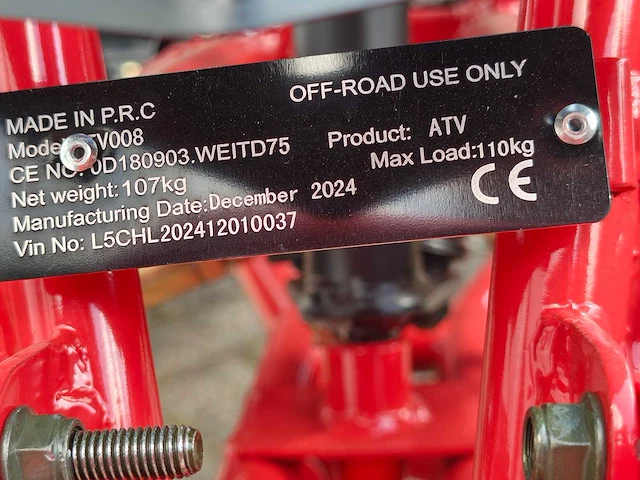 OFF-ROAD USE ONLY
MADE IN P.R.C
Model: V008
Product: ATV
CE NO: 0D180903.WEITD75
Max Load:110kg
Net weight:107kg
CE
Manufacturing Date:December 2024
Vin No: L5CHL202412010037